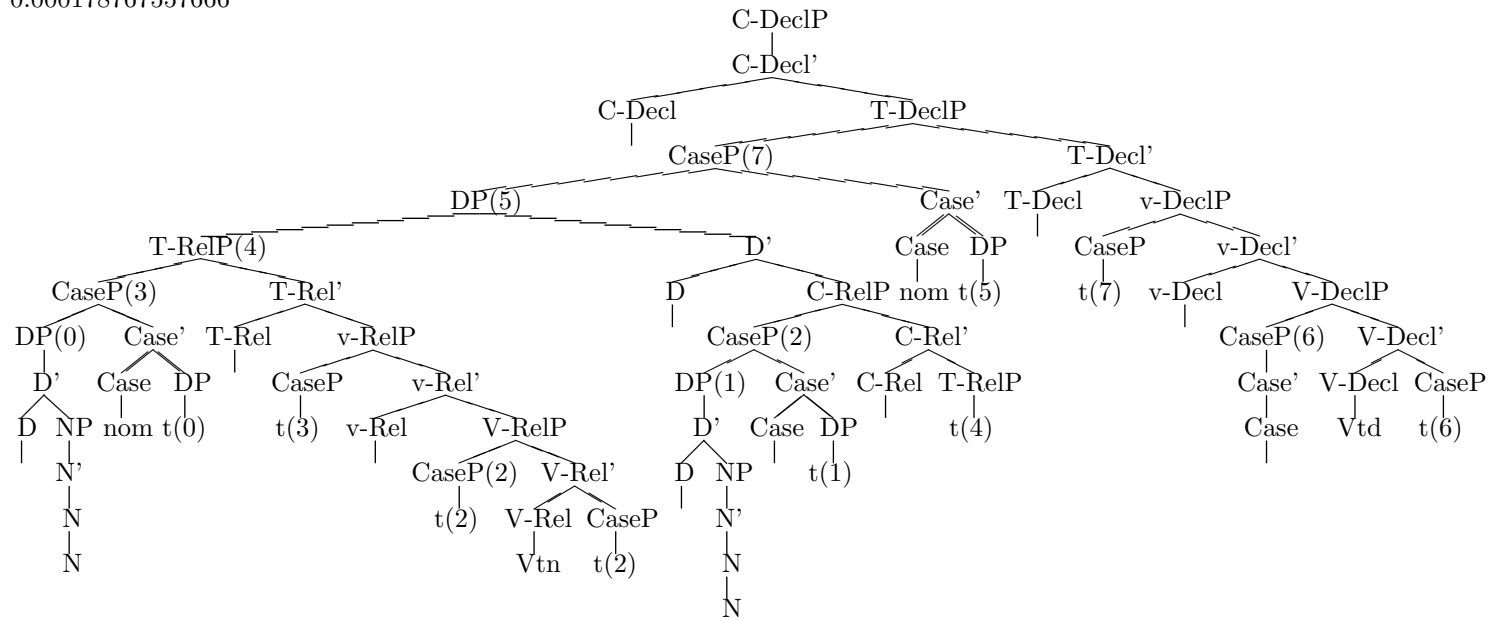 0.000178767557666
C-DeclP
C-Decl'
C-Decl T-DeclP
CaseP(7) T-Decl'
DP(5) Case' T-Decl v-DeclP
T-RelP(4) D' Case DP CaseP v-Decl'
CaseP(3) T-Rel' D C-RelP nom t(5) t(7) v-Decl V-DeclP
DP(0) Case' T-Rel v-RelP CaseP(2) C-Rel' CaseP(6) V-Decl'
D' Case DP CaseP v-Rel' DP(1) Case' C-Rel T-RelP Case' V-Decl CaseP
D NP nom t(0) t(3) v-Rel V-RelP D' Case DP t(4) Case Vtd t(6)
N' CaseP(2) V-Rel' D NP t(1)
N t(2) V-Rel CaseP N'
N Vtn t(2) N
N